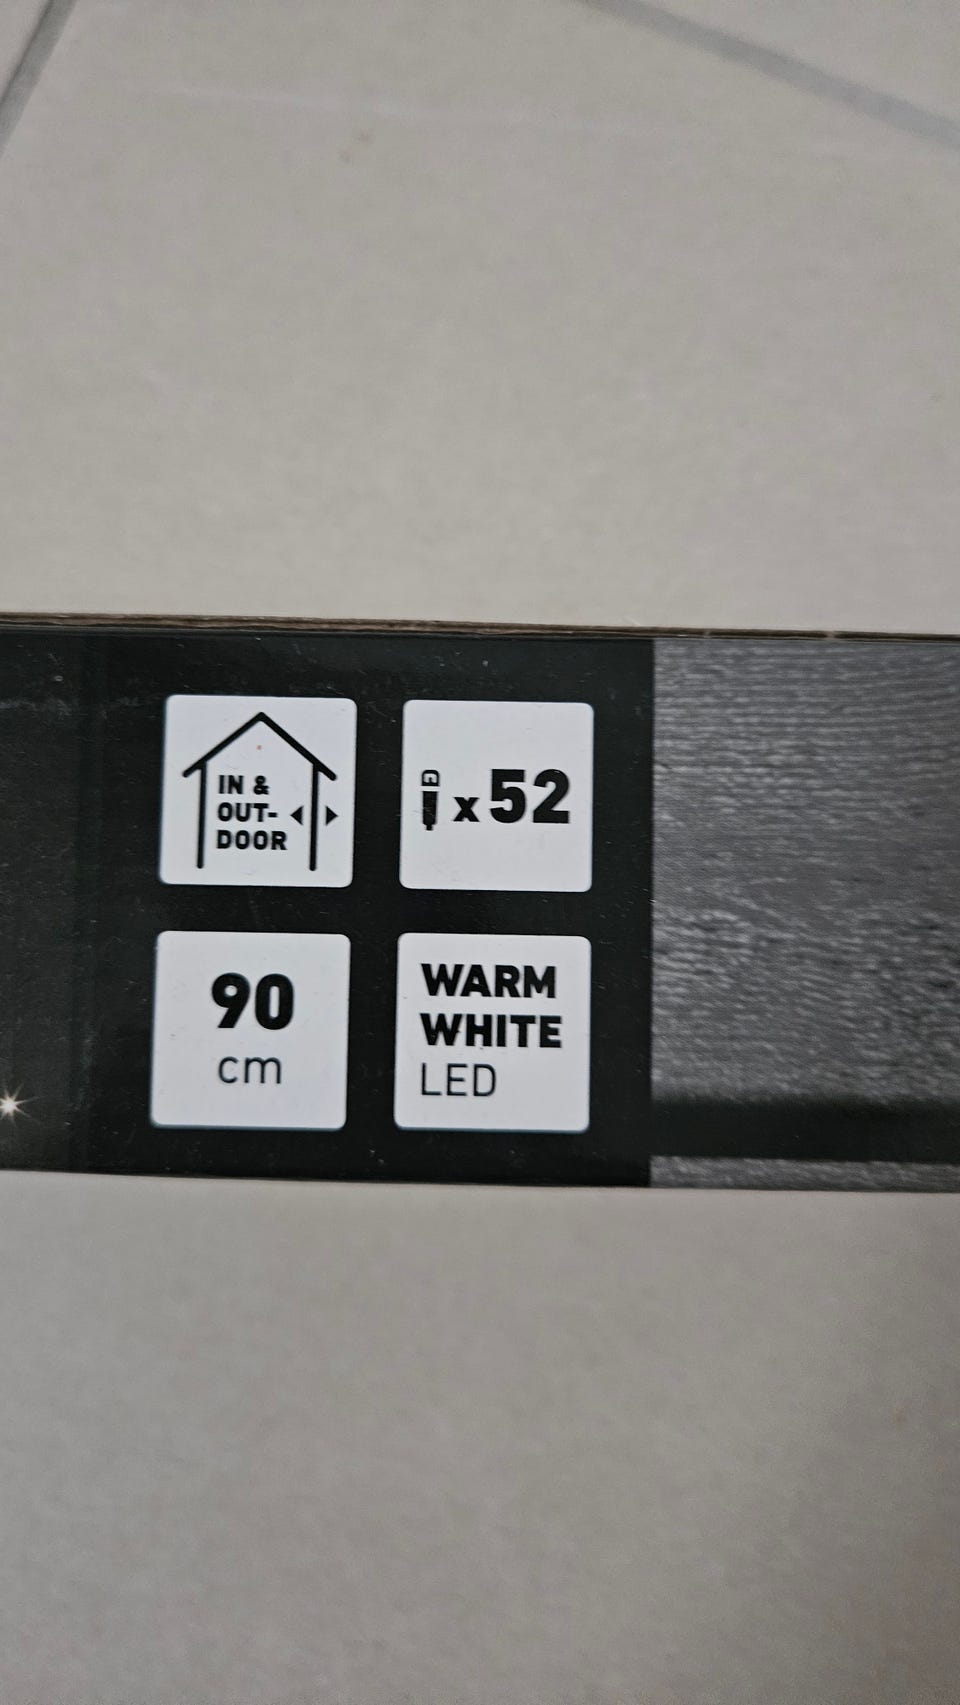 IN &
OUT-
DOOR
x 52
90
cm
WARM
WHITE
LED